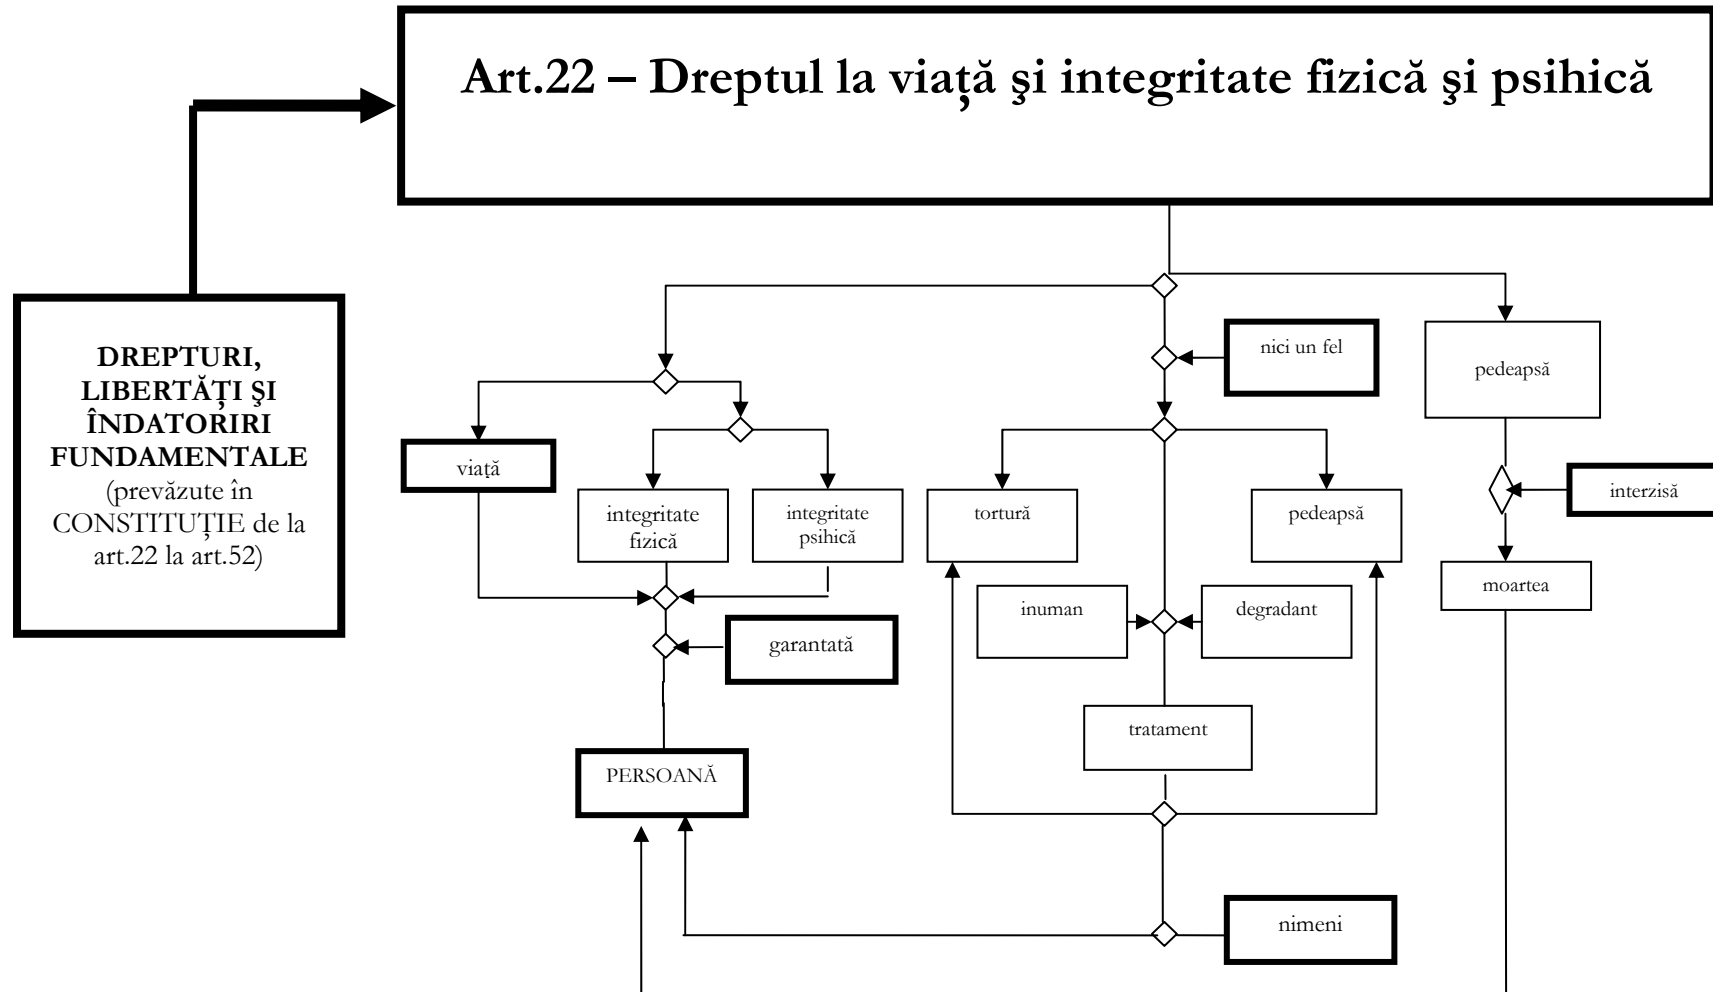 Art.22 – Dreptul la viaţă şi integritate fizică şi psihică
DREPTURI,
LIBERTĂŢI ŞI
ÎNDATORIRI
FUNDAMENTALE
(prevăzute în
CONSTITUŢIE de la
art.22 la art.52)
nici un fel
pedeapsă
viaţă
interzisă
integritate
fizică
integritate
psihică
tortură
pedeapsă
moartea
inuman
degradant
garantată
tratament
PERSOANĂ
nimeni